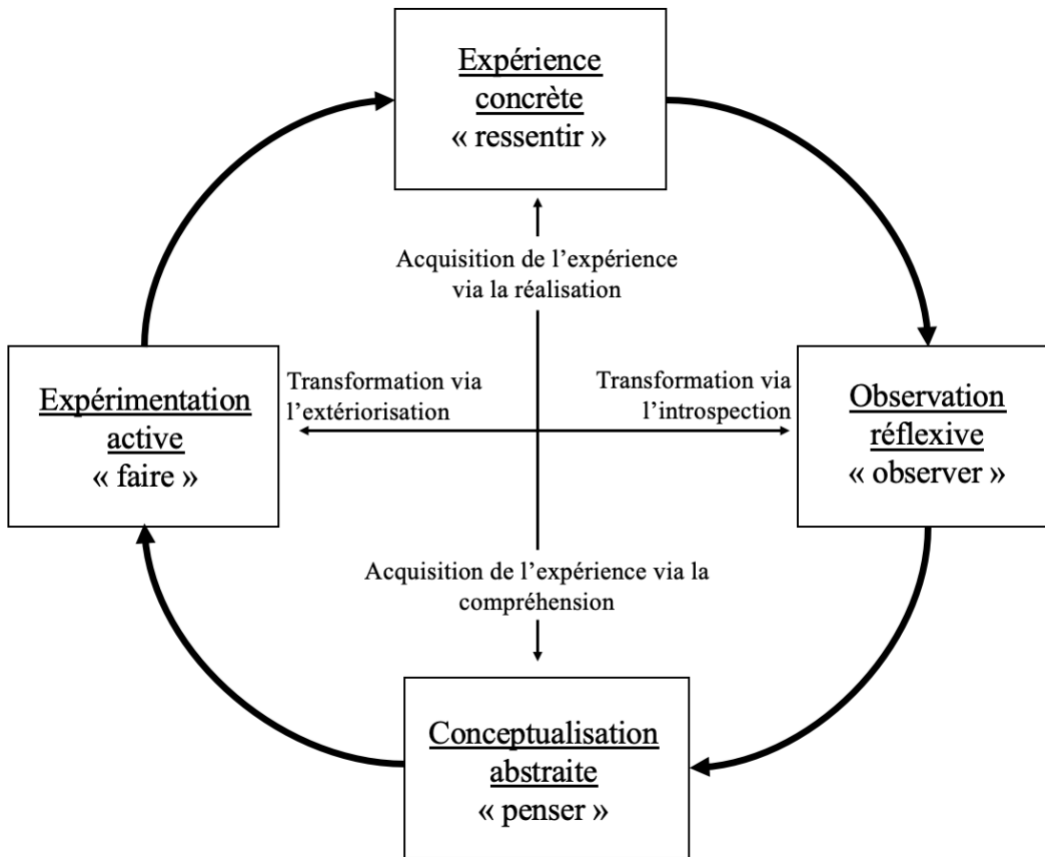 Expérience
concrète
« ressentir »
Acquisition de l’expérience
via la réalisation
Expérimentation
active
« faire »
Transformation via
l’extériorisation
Transformation via
l’introspection
Observation
réflexive
« observer »
Acquisition de l’expérience via la
compréhension
Conceptualisation
abstraite
« penser »